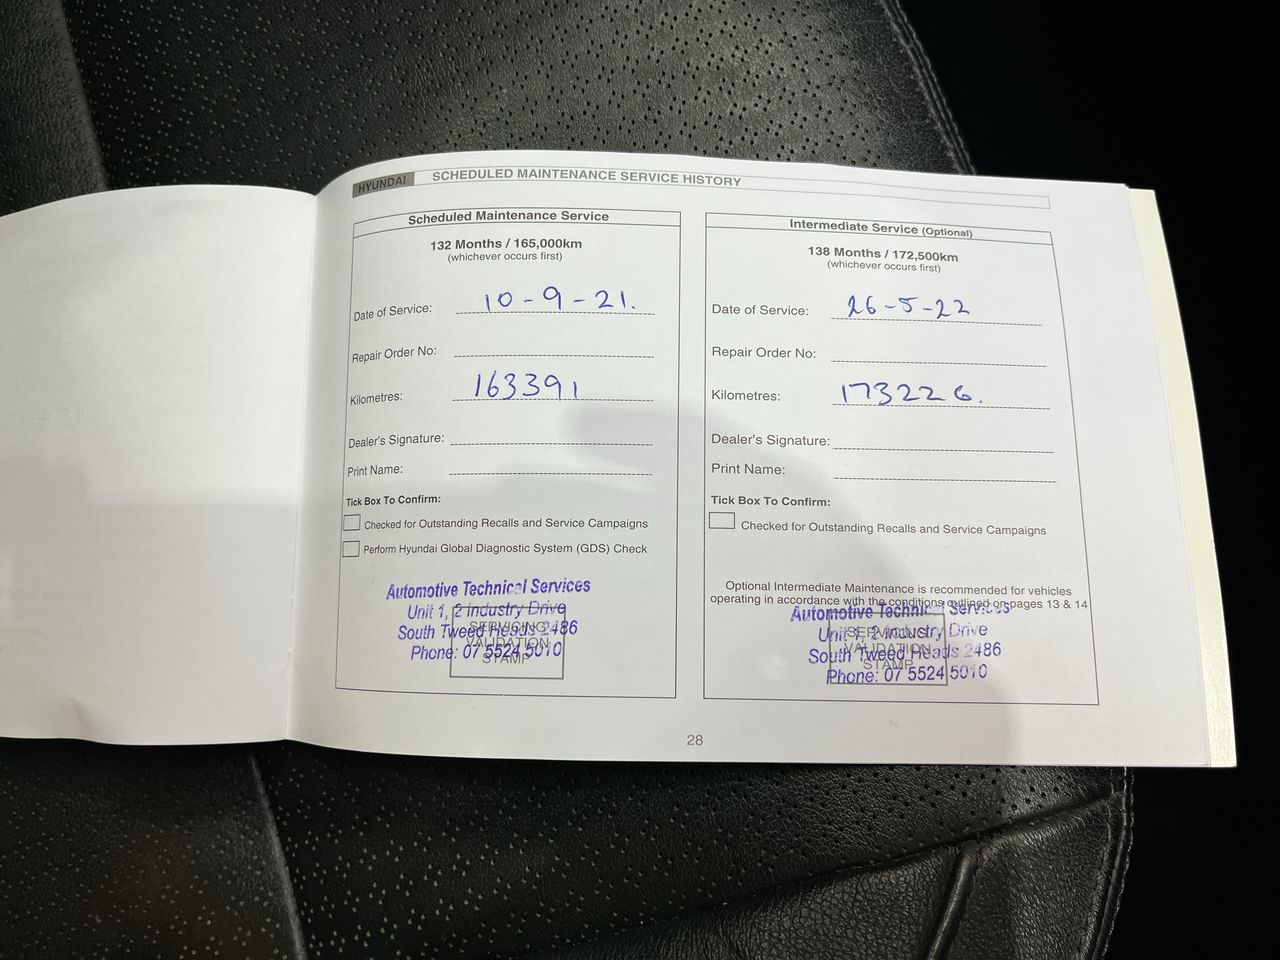 HYUNDAI SCHEDULED MAINTENANCE SERVICE HISTORY
Scheduled Maintenance Service
132 Months / 165,000km
(whichever occurs first)
Date of Service: 10-9-21.
Repair Order No:
Kilometres: 163391
Dealer's Signature:
Print Name:
Tick Box To Confirm:
Checked for Outstanding Recalls and Service Campaigns
Perform Hyundai Global Diagnostic System (GDS) Check
Automotive Technical Services
Unit 1, 2 industry Drive
South Tweed Heads 2486
Phone: 07 5524 5010
SERVICING
VALIDATION
STAMP
Intermediate Service (Optional)
138 Months / 172,500km
(whichever occurs first)
Date of Service: 26-5-22
Repair Order No:
Kilometres: 173226.
Dealer's Signature:
Print Name:
Tick Box To Confirm:
Checked for Outstanding Recalls and Service Campaigns
Optional Intermediate Maintenance is recommended for vehicles
operating in accordance with the conditions outlined on pages 13 & 14
Automotive Technical Services
Unit 1, 2 industry Drive
South Tweed Heads 2486
Phone: 07 5524 5010
SERVICING
VALIDATION
STAMP
28